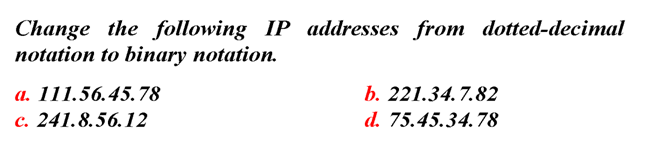 Change the following IP addresses from dotted-decimal
notation to binary notation.
a. 111.56.45.78 b. 221.34.7.82
c. 241.8.56.12 d. 75.45.34.78